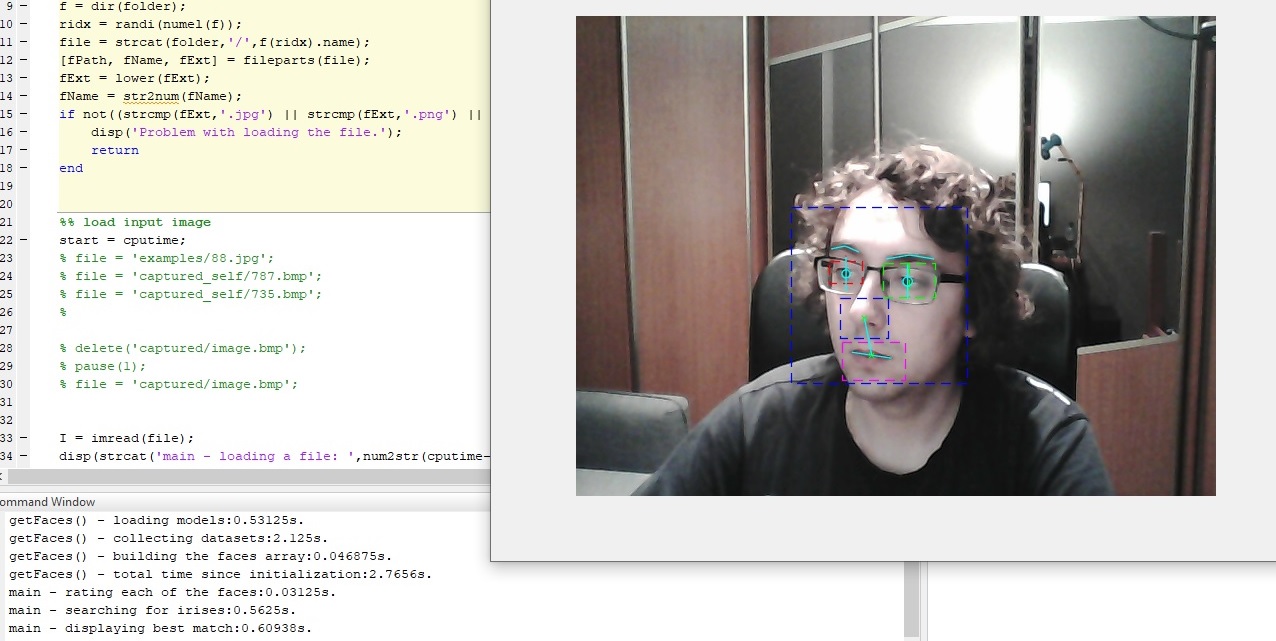 9 – f = dir(folder);
10 – ridx = randi(numel(f));
11 – file = strcat(folder,'/',f(ridx).name);
12 – [fPath, fName, fExt] = fileparts(file);
13 – fExt = lower(fExt);
14 – fName = str2num(fName);
15 – if not((strcmp(fExt,'.jpg') || strcmp(fExt,'.png') ||
16 – disp('Problem with loading the file.');
17 – return
18 – end
19
20
21 %% load input image
22 – start = cputime;
23 % file = 'examples/88.jpg';
24 % file = 'captured_self/787.bmp';
25 % file = 'captured_self/735.bmp';
26 %
27
28 % delete('captured/image.bmp');
29 % pause(1);
30 % file = 'captured/image.bmp';
31
32
33 – I = imread(file);
34 – disp(strcat('main - loading a file: ',num2str(cputime-
ommand Window
getFaces() - loading models:0.53125s.
getFaces() - collecting datasets:2.125s.
getFaces() - building the faces array:0.046875s.
getFaces() - total time since initialization:2.7656s.
main - rating each of the faces:0.03125s.
main - searching for irises:0.5625s.
main - displaying best match:0.60938s.